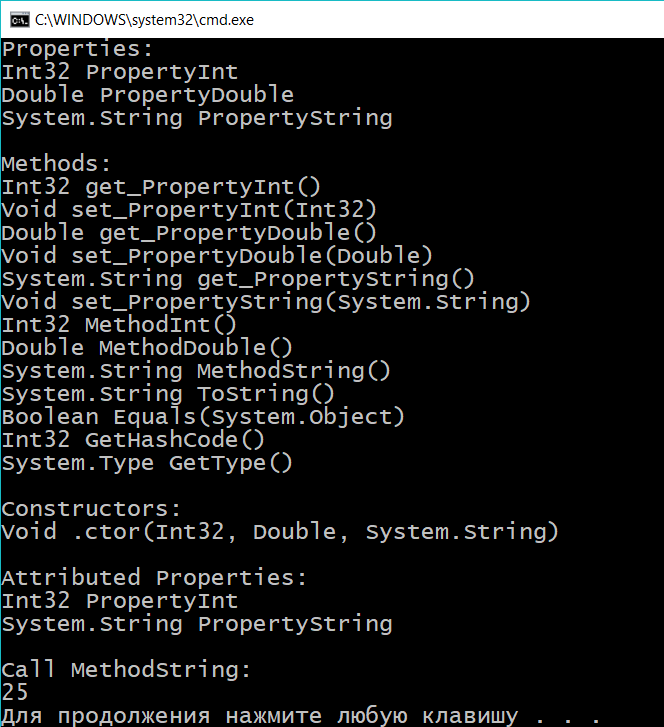 C:\WINDOWS\system32\cmd.exe
Properties:
Int32 PropertyInt
Double PropertyDouble
System.String PropertyString
Methods:
Int32 get_PropertyInt()
Void set_PropertyInt(Int32)
Double get_PropertyDouble()
Void set_PropertyDouble(Double)
System.String get_PropertyString()
Void set_PropertyString(System.String)
Int32 MethodInt()
Double MethodDouble()
System.String MethodString()
System.String ToString()
Boolean Equals(System.Object)
Int32 GetHashCode()
System.Type GetType()
Constructors:
Void .ctor(Int32, Double, System.String)
Attributed Properties:
Int32 PropertyInt
System.String PropertyString
Call MethodString:
25
Для продолжения нажмите любую клавишу . . .